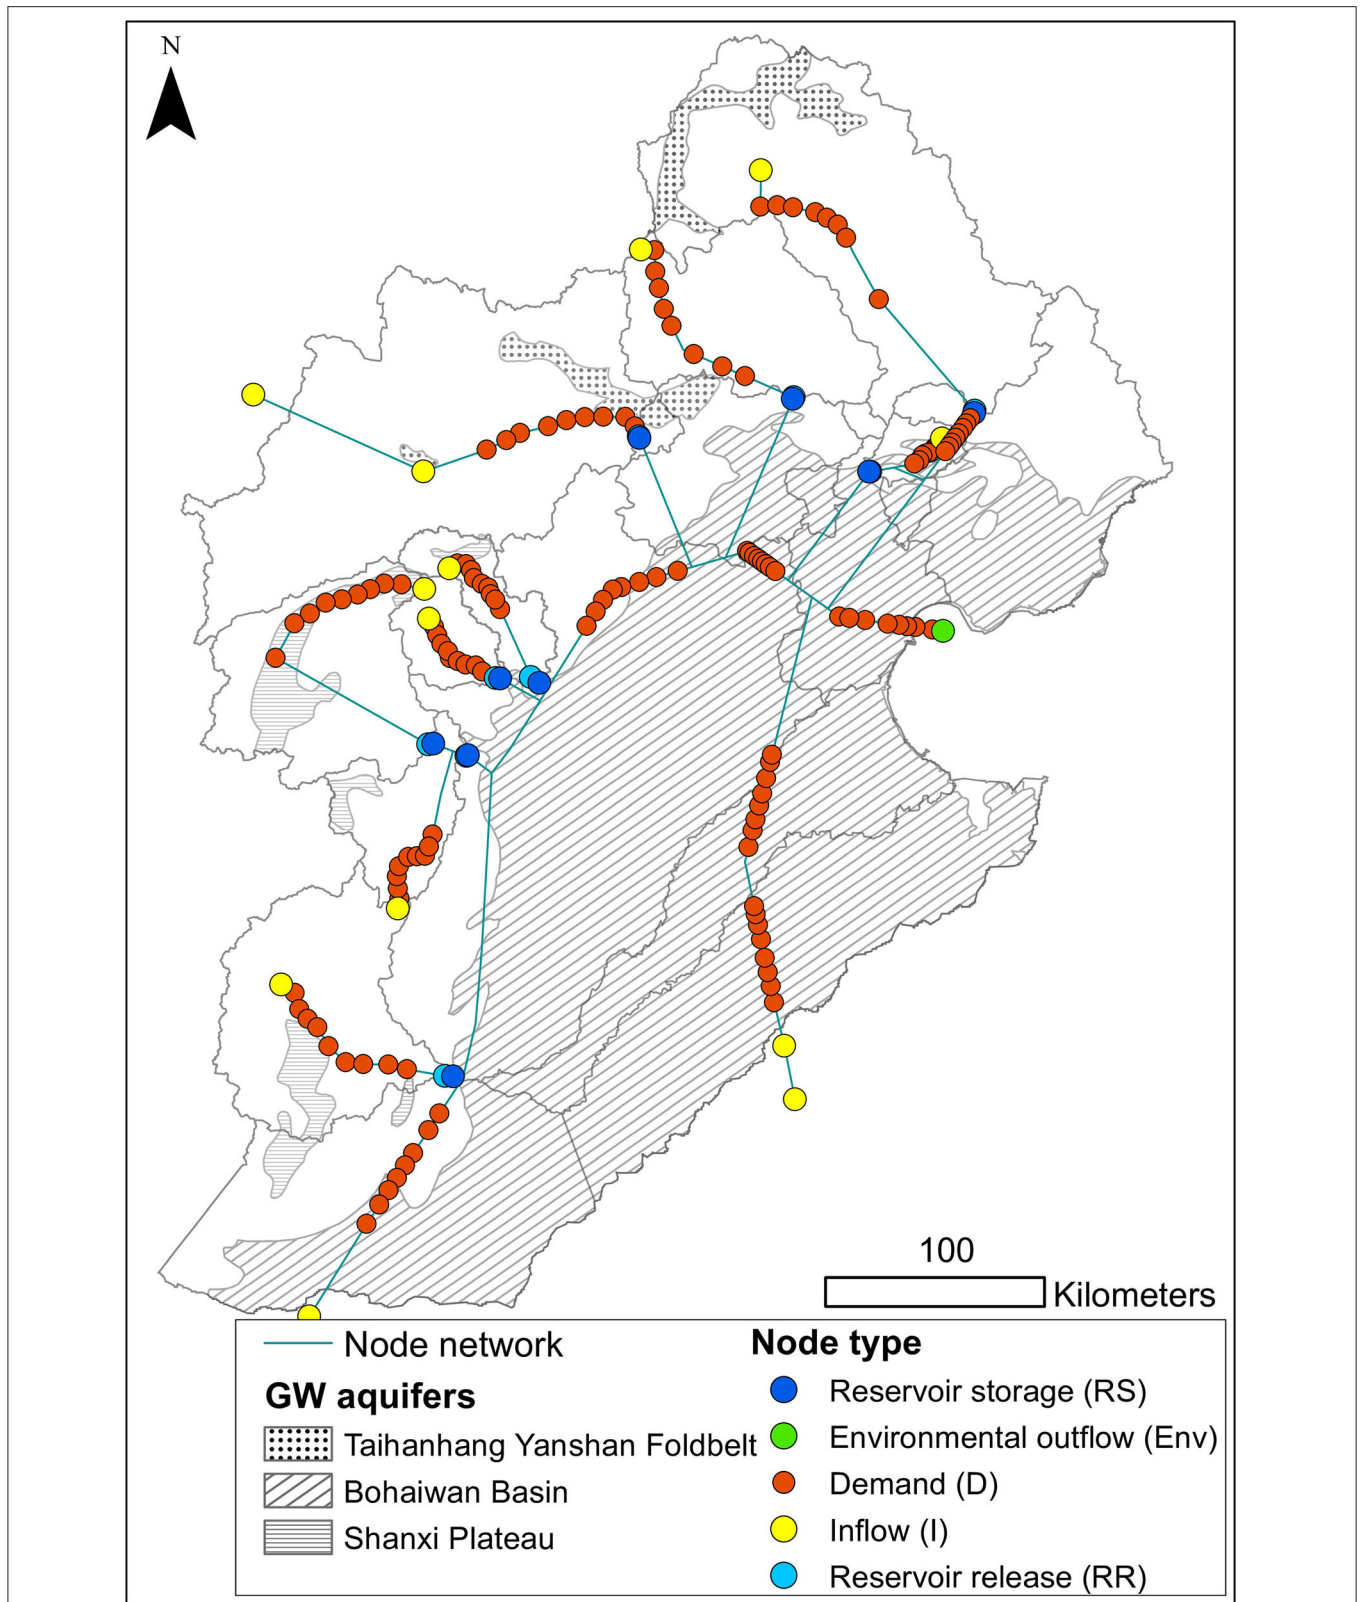 N
100
Kilometers
Node network
GW aquifers
Taihanhang Yanshan Foldbelt
Bohaiwan Basin
Shanxi Plateau
Node type
Reservoir storage (RS)
Environmental outflow (Env)
Demand (D)
Inflow (I)
Reservoir release (RR)